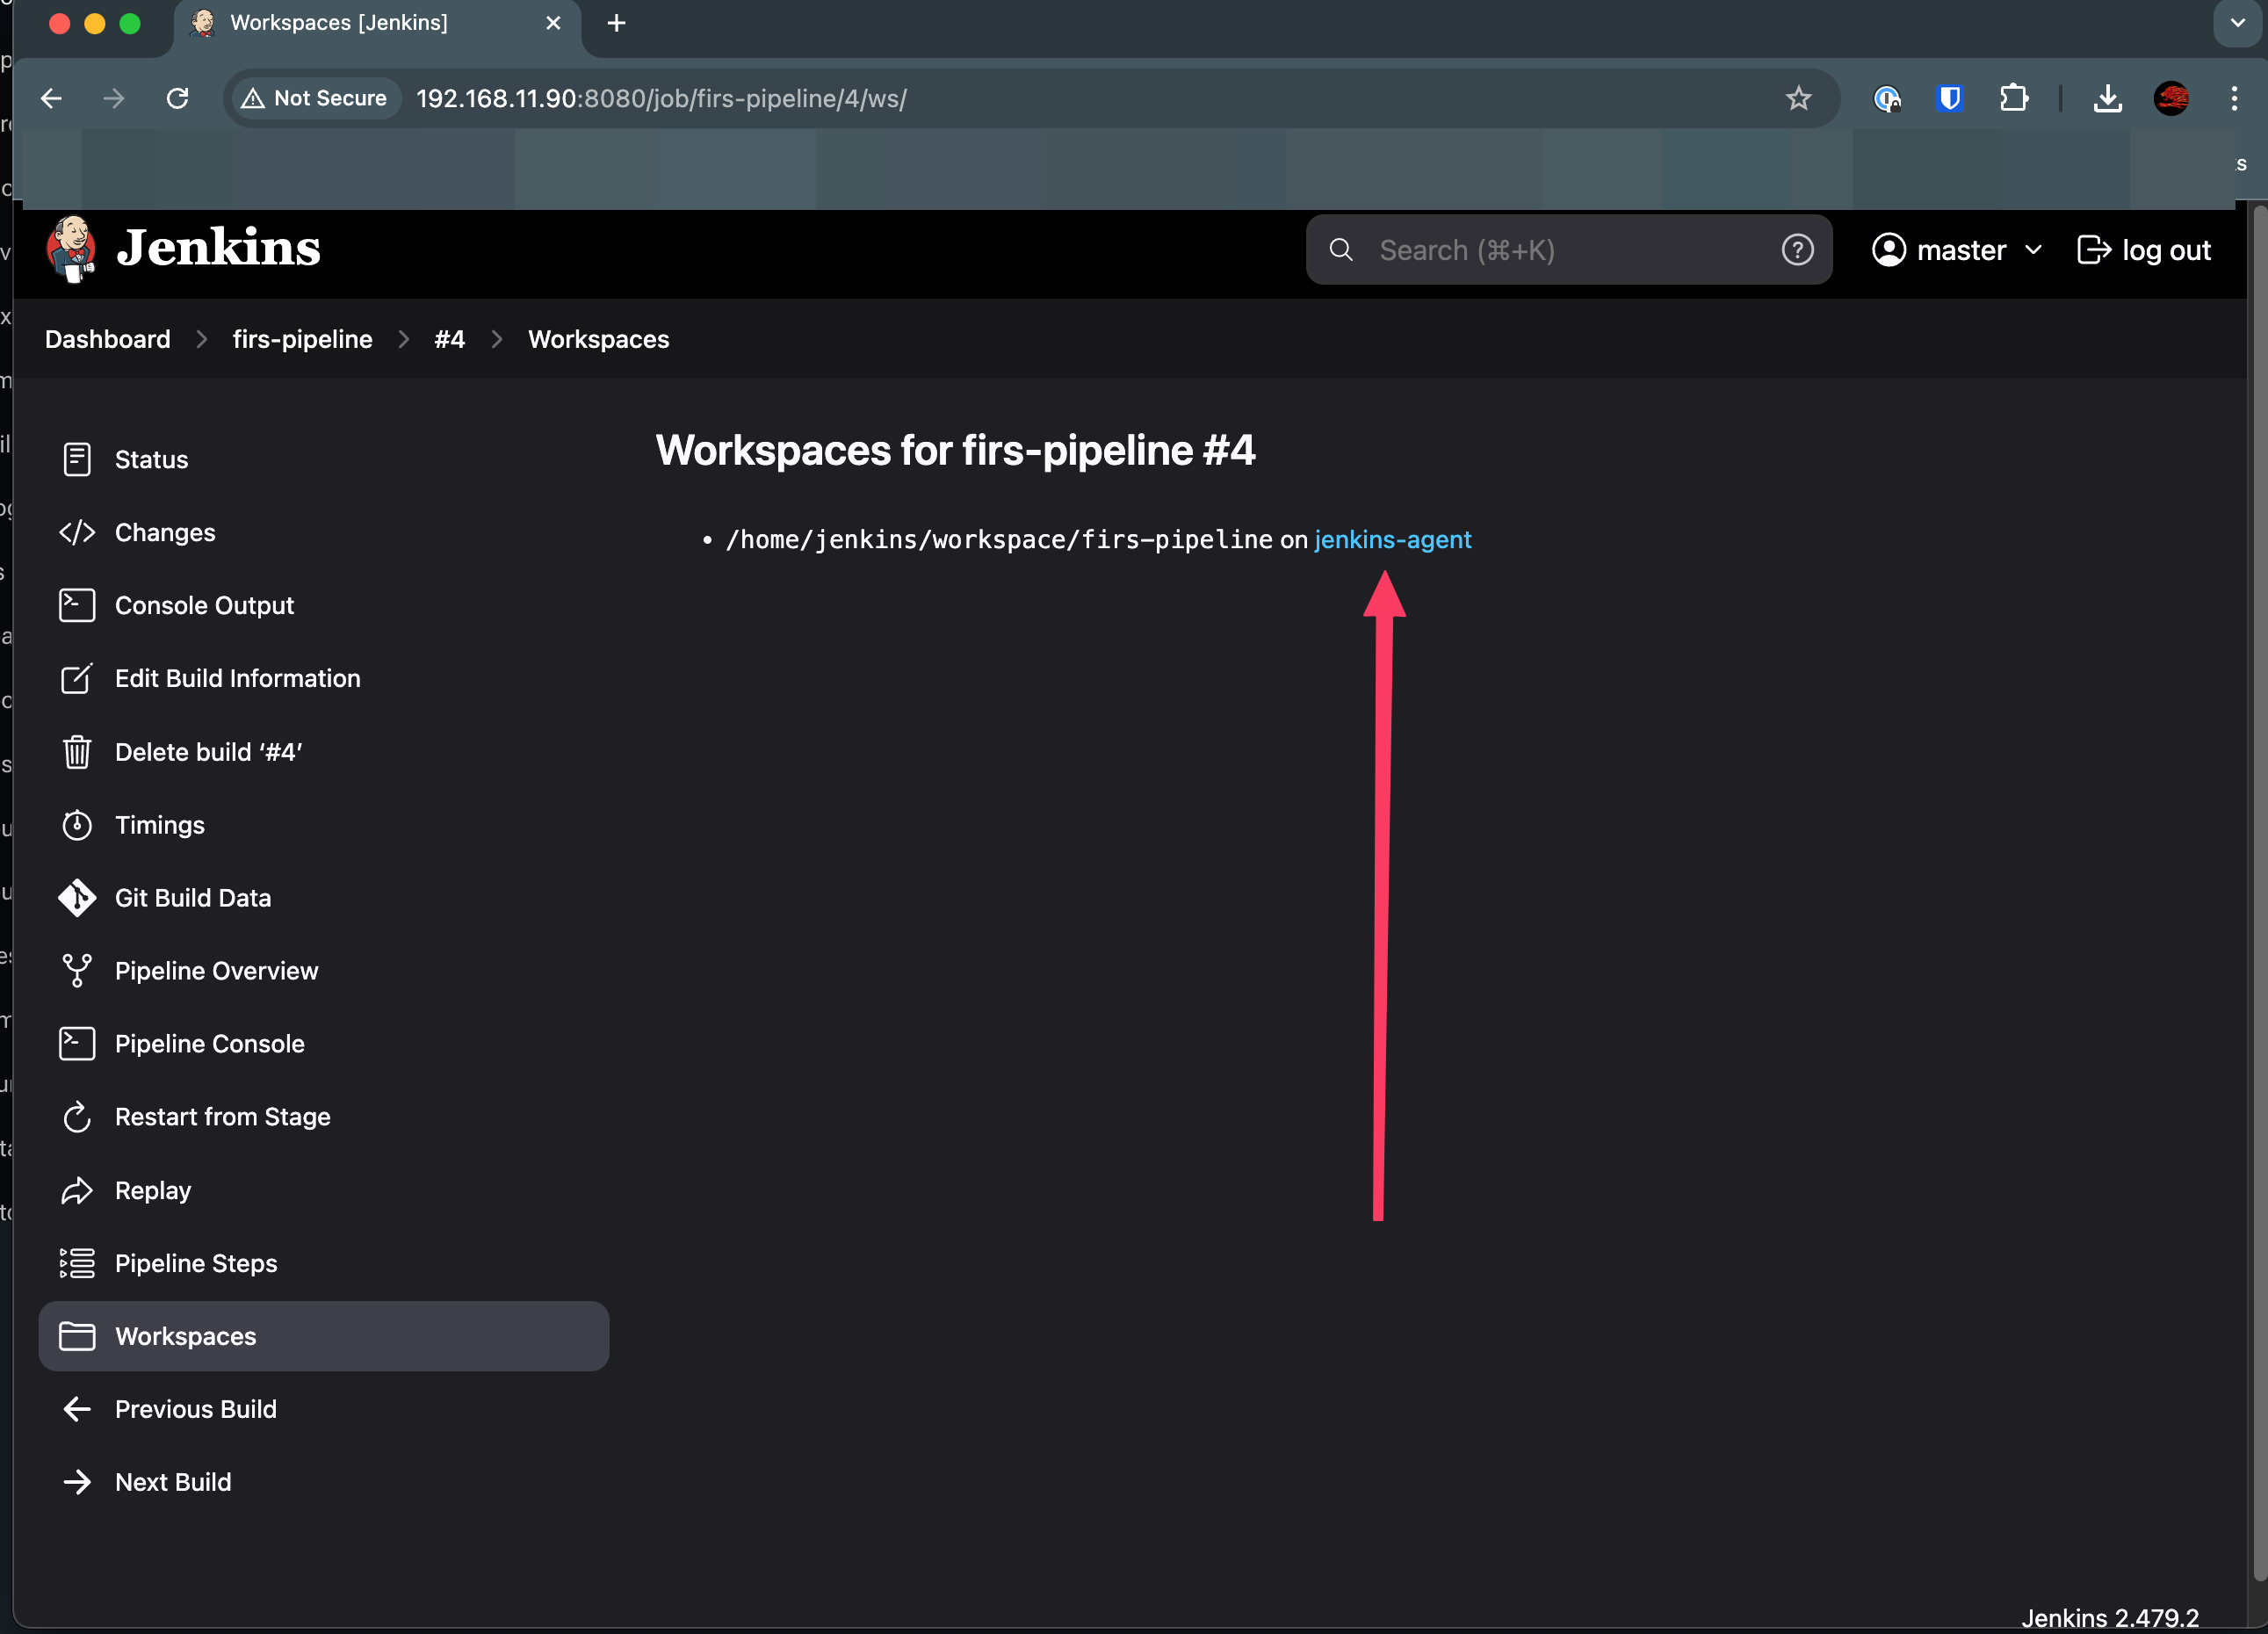 Workspaces [Jenkins]
Not Secure 192.168.11.90:8080/job/firs-pipeline/4/ws/
Jenkins
Search (⌘+K)
master
log out
Dashboard
firs-pipeline
#4
Workspaces
Status
Changes
Console Output
Edit Build Information
Delete build ‘#4’
Timings
Git Build Data
Pipeline Overview
Pipeline Console
Restart from Stage
Replay
Pipeline Steps
Workspaces
Previous Build
Next Build
Workspaces for firs-pipeline #4
• /home/jenkins/workspace/firs-pipeline on jenkins-agent
Jenkins 2.479.2